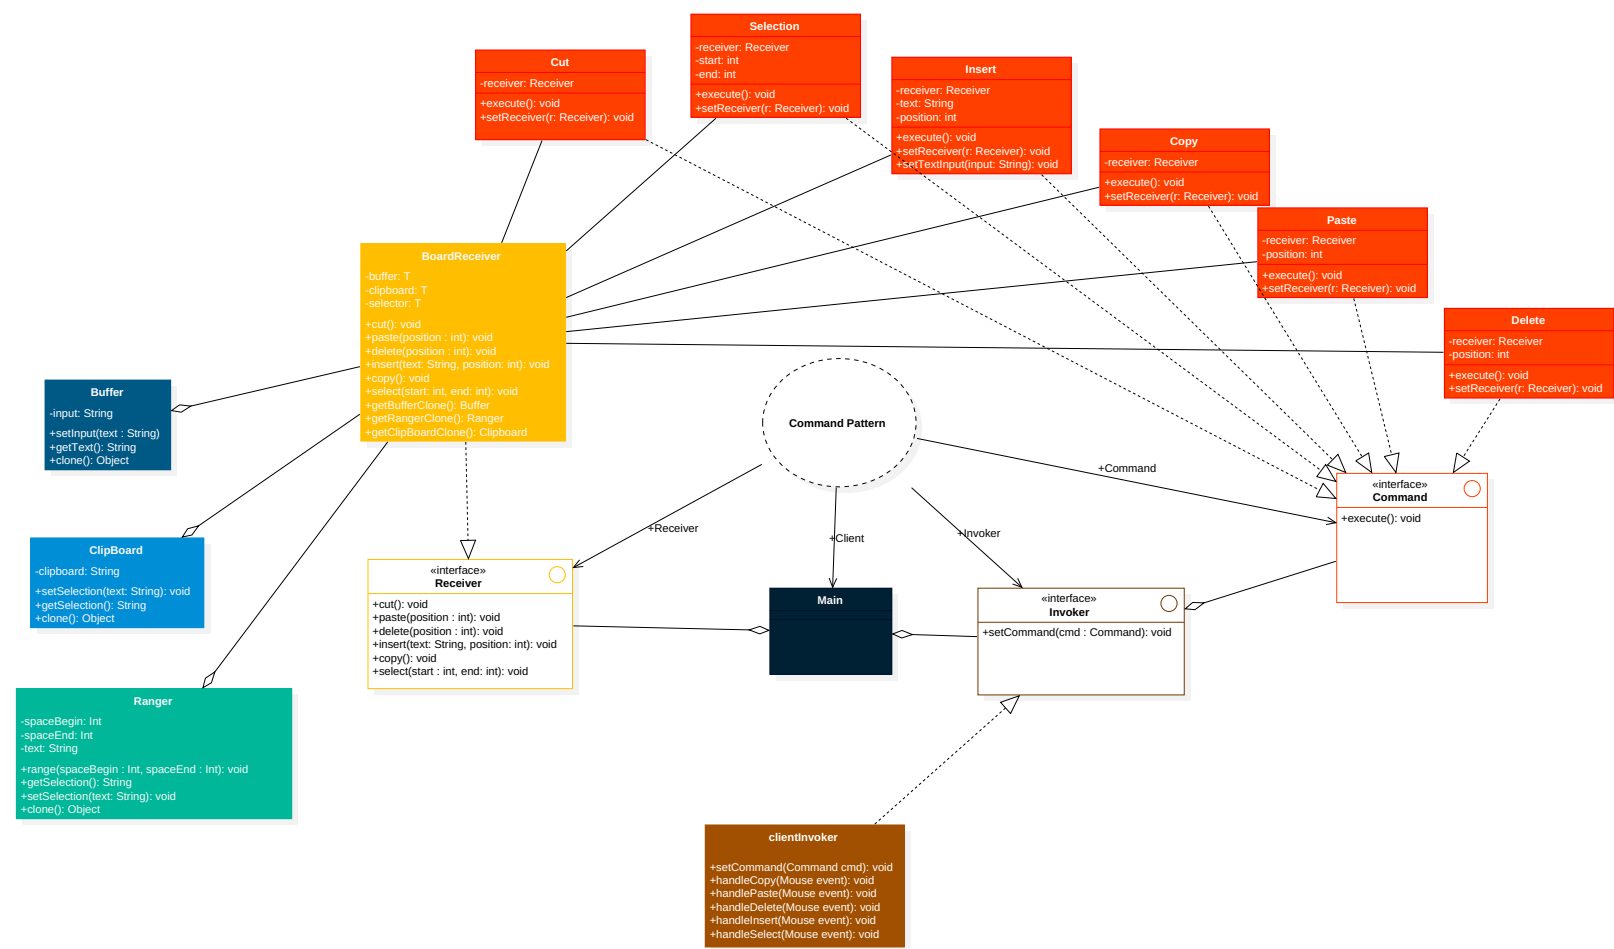 Selection
-receiver: Receiver
-start: int
-end: int
+execute(): void
+setReceiver(r: Receiver): void
Cut
-receiver: Receiver
+execute(): void
+setReceiver(r: Receiver): void
Insert
-receiver: Receiver
-text: String
-position: int
+execute(): void
+setReceiver(r: Receiver): void
+setTextInput(input: String): void
Copy
-receiver: Receiver
+execute(): void
+setReceiver(r: Receiver): void
Paste
-receiver: Receiver
-position: int
+execute(): void
+setReceiver(r: Receiver): void
Delete
-receiver: Receiver
-position: int
+execute(): void
+setReceiver(r: Receiver): void
BoardReceiver
-buffer: T
-clipboard: T
-selector: T
+cut(): void
+paste(position : int): void
+delete(position : int): void
+insert(text: String, position: int): void
+copy(): void
+select(start: int, end: int): void
+getBufferClone(): Buffer
+getRangerClone(): Ranger
+getClipBoardClone(): Clipboard
Buffer
-input: String
+setInput(text : String)
+getText(): String
+clone(): Object
Command Pattern
+Command
+Receiver
+Client
+Invoker
«interface»
Command
+execute(): void
ClipBoard
-clipboard: String
+setSelection(text: String): void
+getSelection(): String
+clone(): Object
«interface»
Receiver
+cut(): void
+paste(position : int): void
+delete(position : int): void
+insert(text: String, position: int): void
+copy(): void
+select(start : int, end: int): void
Main
«interface»
Invoker
+setCommand(cmd : Command): void
Ranger
-spaceBegin: Int
-spaceEnd: Int
-text: String
+range(spaceBegin : Int, spaceEnd : Int): void
+getSelection(): String
+setSelection(text: String): void
+clone(): Object
clientInvoker
+setCommand(Command cmd): void
+handleCopy(Mouse event): void
+handlePaste(Mouse event): void
+handleDelete(Mouse event): void
+handleInsert(Mouse event): void
+handleSelect(Mouse event): void